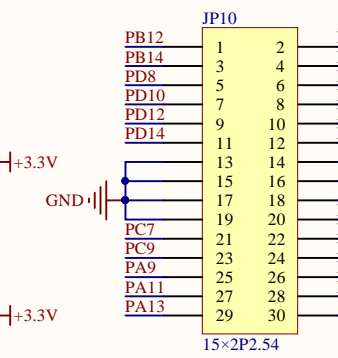 JP10
PB12 1 2
PB14 3 4
PD8 5 6
PD10 7 8
PD12 9 10
PD14 11 12
+3.3V 13 14
15 16
GND 17 18
19 20
PC7 21 22
PC9 23 24
PA9 25 26
PA11 27 28
+3.3V PA13 29 30
15×2P2.54